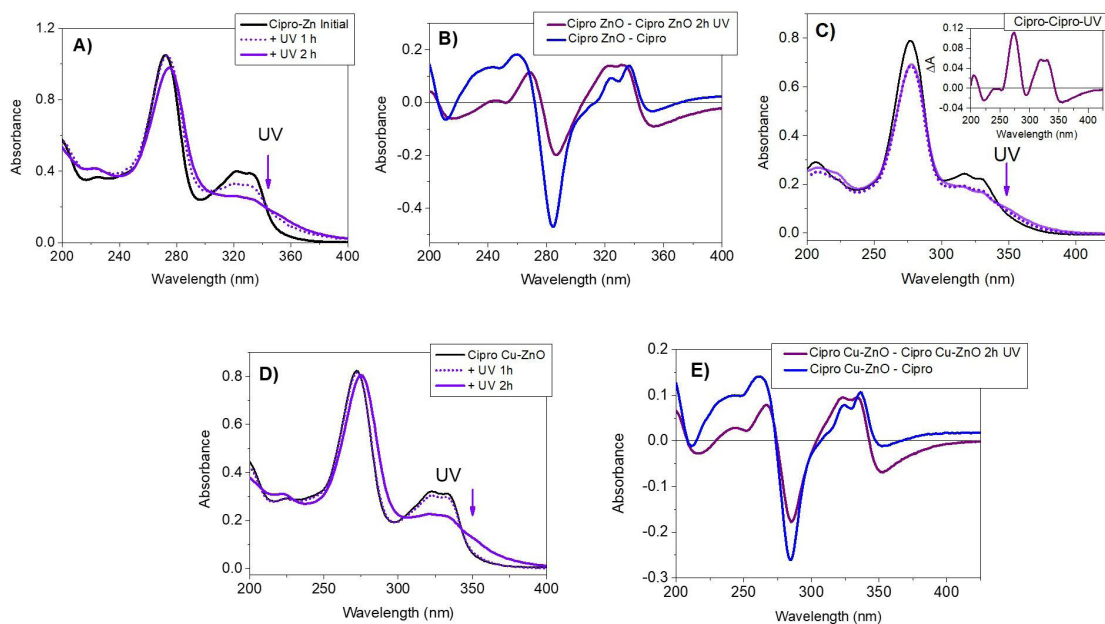 A)
Cipro-Zn Initial
+ UV 1 h
+ UV 2 h
UV
1.0
0.8
0.6
0.4
0.2
0.0
200 240 280 320 360 400
Absorbance
Wavelength (nm)
B)
Cipro ZnO - Cipro ZnO 2h UV
Cipro ZnO - Cipro
0.2
0.0
-0.2
-0.4
200 240 280 320 360 400
Absorbance
Wavelength (nm)
C)
Cipro-Cipro-UV
0.12
0.08
0.04
0.00
-0.04
200 250 300 350 400
ΔA
Wavelength (nm)
UV
0.8
0.6
0.4
0.2
0.0
200 250 300 350 400
Absorbance
Wavelength (nm)
D)
Cipro Cu-ZnO
+ UV 1h
+ UV 2h
UV
0.8
0.6
0.4
0.2
0.0
200 250 300 350 400
Absorbance
Wavelength (nm)
E)
Cipro Cu-ZnO - Cipro Cu-ZnO 2h UV
Cipro Cu-ZnO - Cipro
0.2
0.1
0.0
-0.1
-0.2
-0.3
200 250 300 350 400
Absorbance
Wavelength (nm)